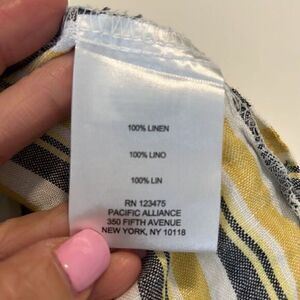 100% LINEN
100% LINO
100% LIN
RN 123475
PACIFIC ALLIANCE
350 FIFTH AVENUE
NEW YORK, NY 10118